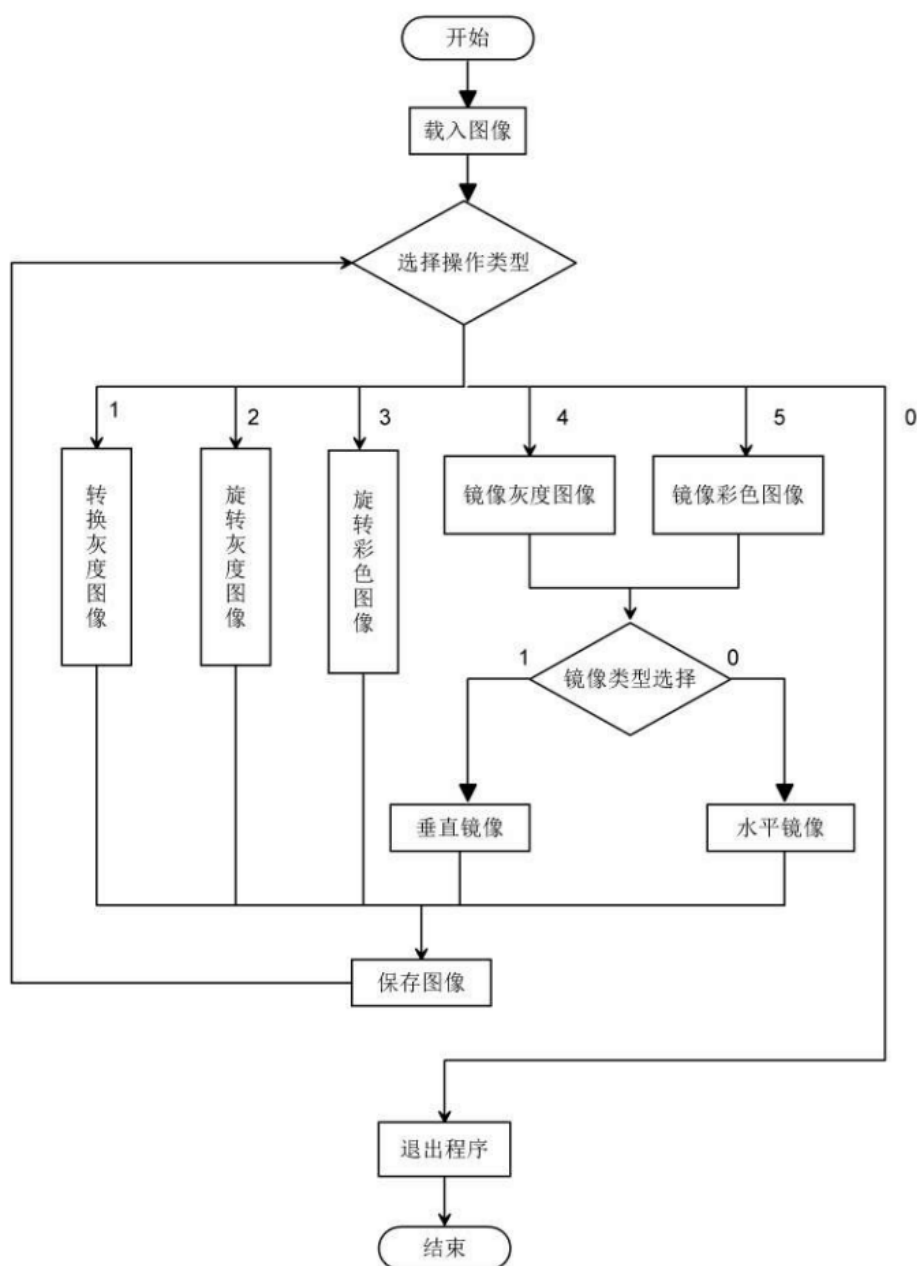 开始
载入图像
选择操作类型
1
2
3
4
5
0
转换灰度图像
旋转灰度图像
旋转彩色图像
镜像灰度图像
镜像彩色图像
1
镜像类型选择
0
垂直镜像
水平镜像
保存图像
退出程序
结束